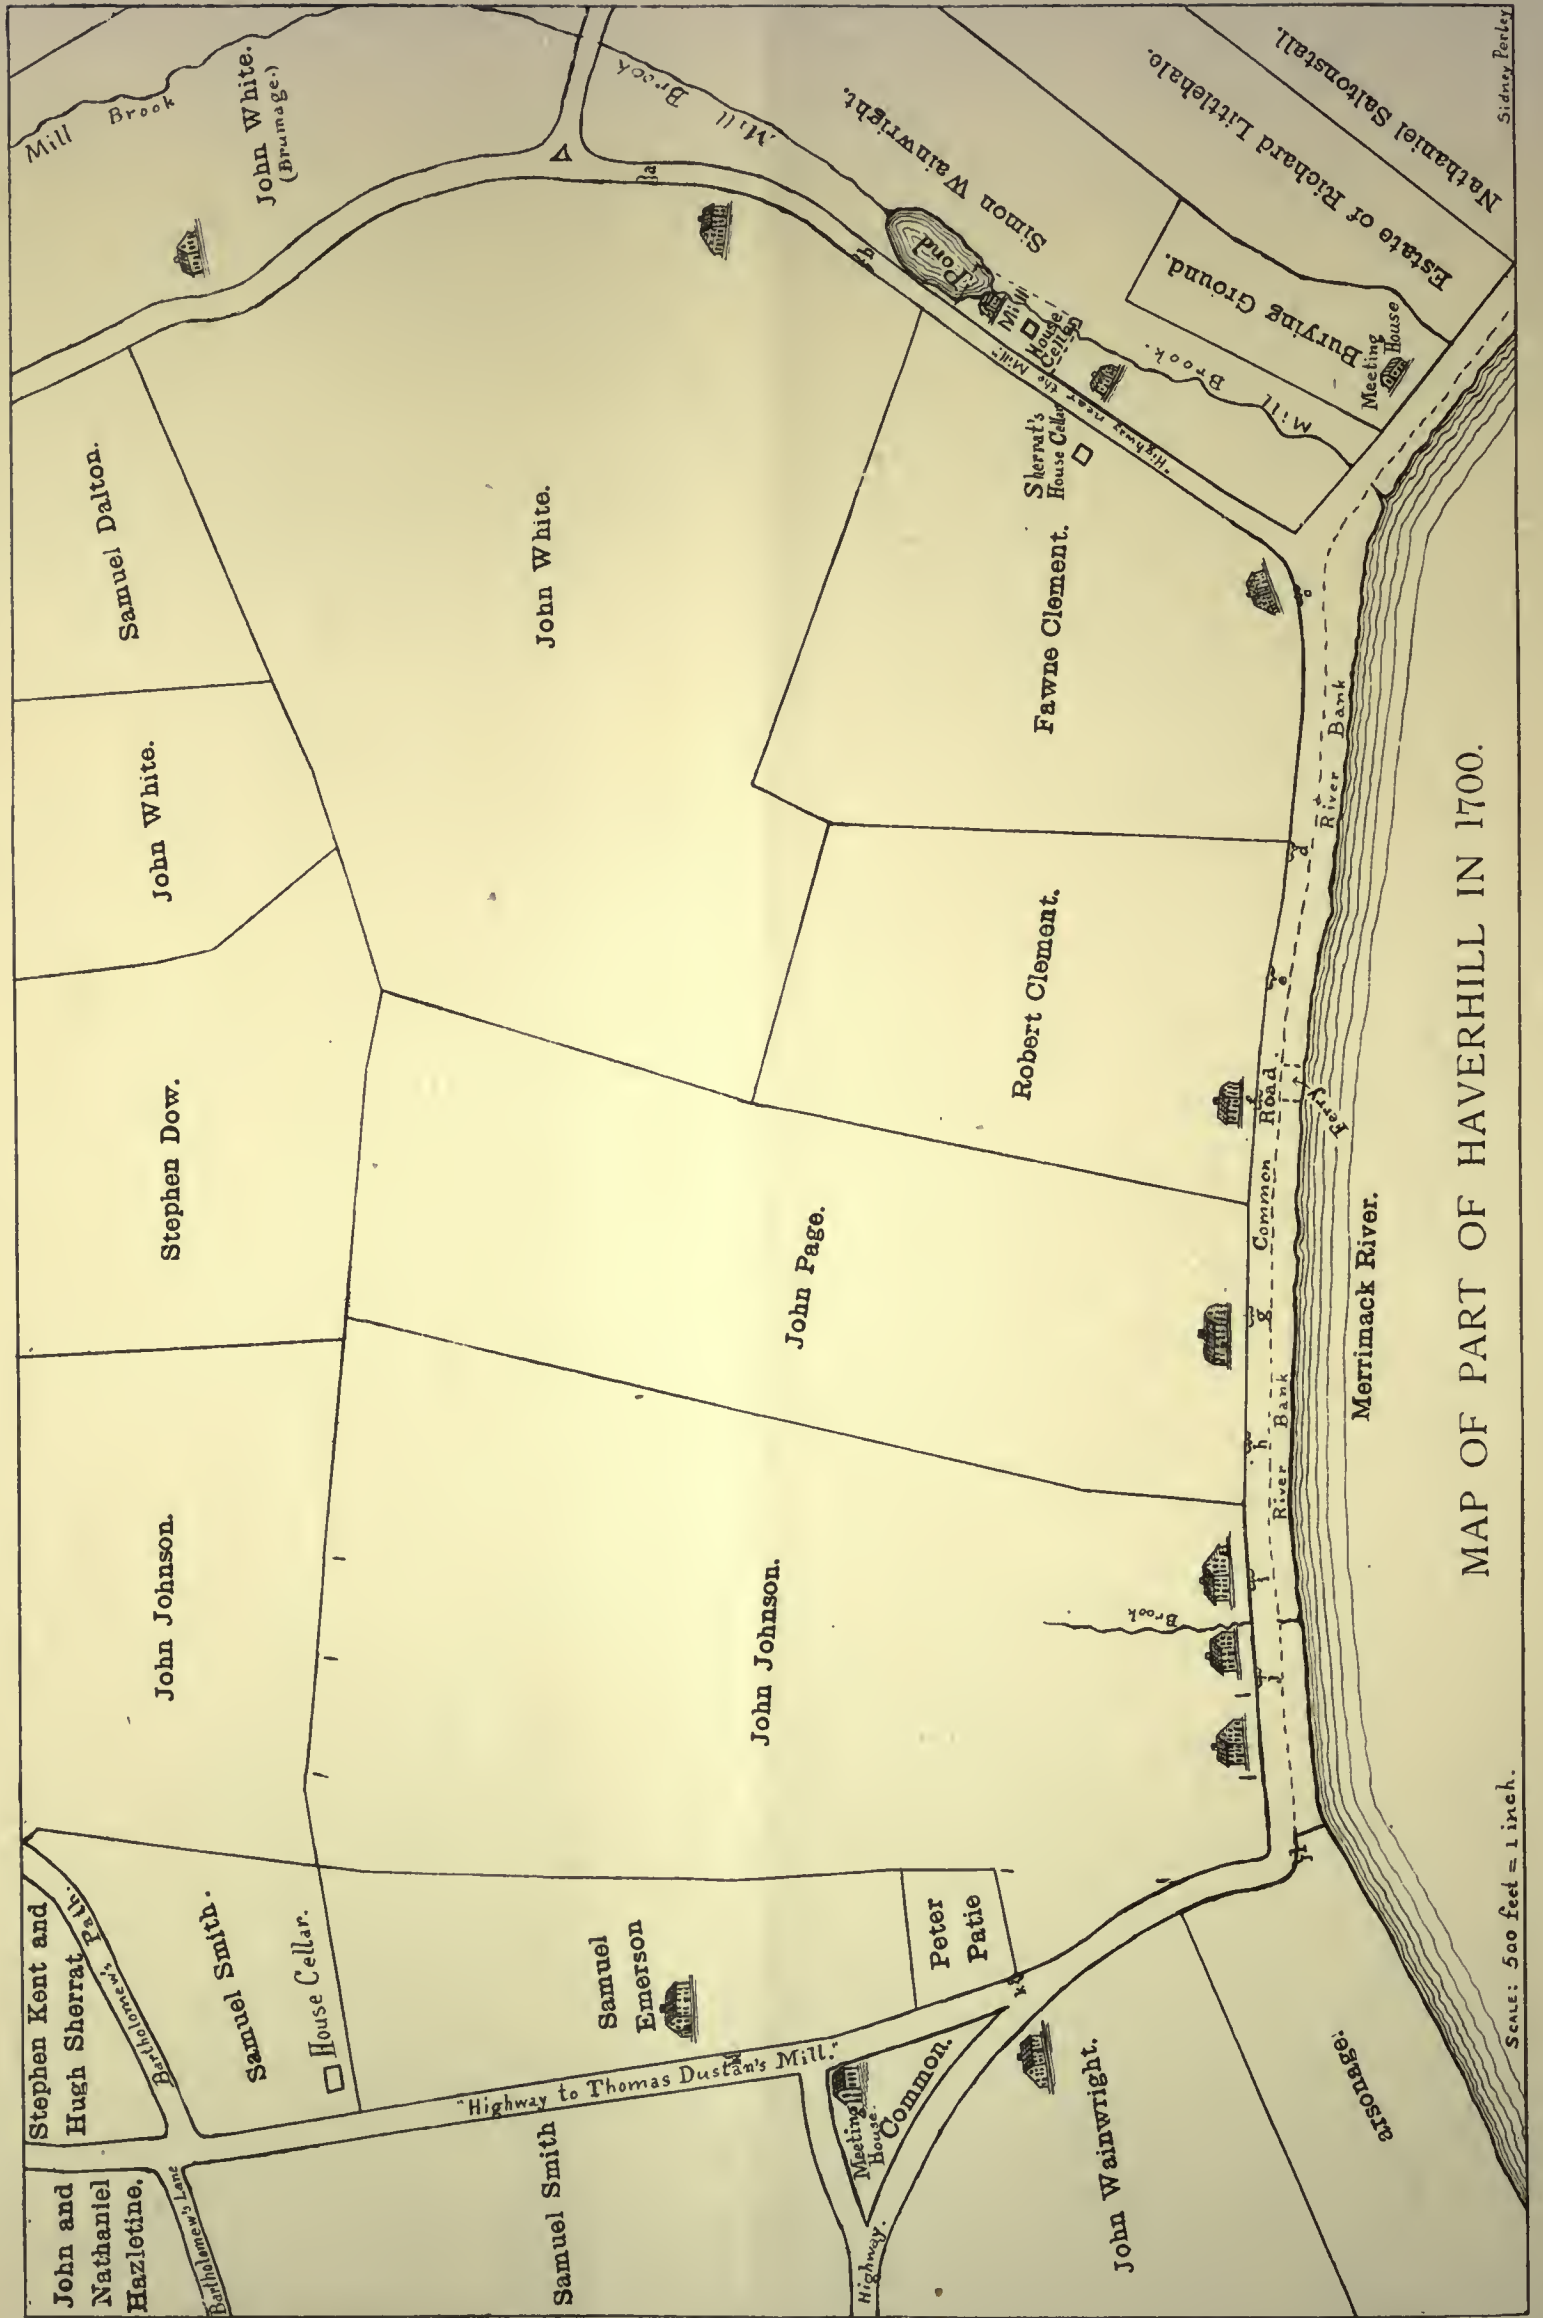 Stephen Kent and
Hugh Sherrat
Bartholomew's Path.
John and
Nathaniel
Hazletine.
Bartholomew's Lane
Samuel Smith.
House Cellar.
"Highway to Thomas Dustan's Mill."
Samuel Smith
Samuel
Emerson
Peter
Patie
Meeting
House.
Common.
Highway.
John Wainwright.
arsonage.
John Johnson.
John Johnson.
Brook
Stephen Dow.
John Page.
John White.
Samuel Dalton.
John White.
Robert Clement.
Fawne Clement.
Sherrat's
House Cellar
"Highway near the Mill."
John White.
(Brumage.)
Mill Brook
Mill Brook
Simon Wainwright.
Pond
Mill
House
Cellar
Mill Brook.
Burying Ground.
Meeting
House
Estate of Richard Littlehale.
Nathaniel Saltonstall.
Sidney Perley
a
b
c
d
e
f
g
h
i
j
k
River Bank
Common Road.
Ferry
River Bank
Merrimack River.
MAP OF PART OF HAVERHILL IN 1700.
SCALE: 500 feet = 1 inch.